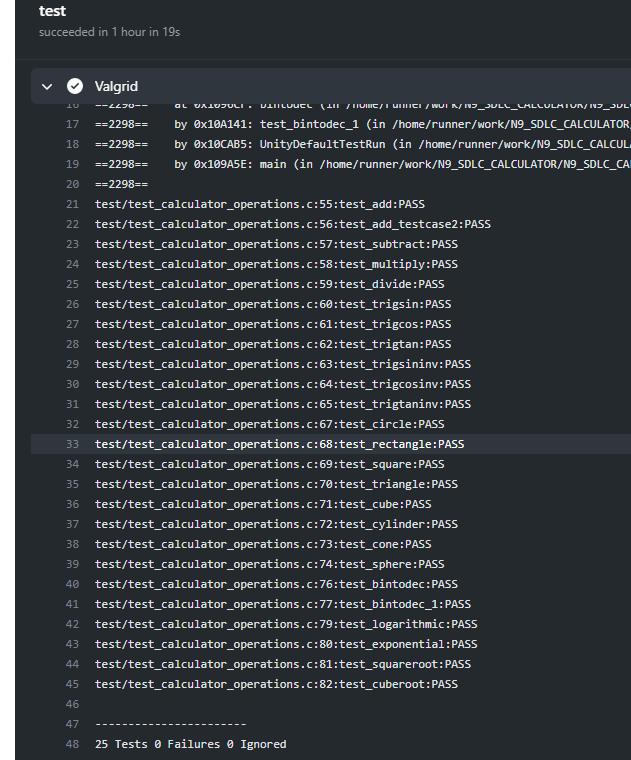 test
succeeded in 1 hour in 19s
Valgrid
16 ==2298== at 0x1096CF: bintodec (in /home/runner/work/N9_SDLC_CALCULATOR/N9_SDL
17 ==2298== by 0x10A141: test_bintodec_1 (in /home/runner/work/N9_SDLC_CALCULATOR
18 ==2298== by 0x10CAB5: UnityDefaultTestRun (in /home/runner/work/N9_SDLC_CALCUL
19 ==2298== by 0x109A5E: main (in /home/runner/work/N9_SDLC_CALCULATOR/N9_SDLC_CA
20 ==2298==
21 test/test_calculator_operations.c:55:test_add:PASS
22 test/test_calculator_operations.c:56:test_add_testcase2:PASS
23 test/test_calculator_operations.c:57:test_subtract:PASS
24 test/test_calculator_operations.c:58:test_multiply:PASS
25 test/test_calculator_operations.c:59:test_divide:PASS
26 test/test_calculator_operations.c:60:test_trigsin:PASS
27 test/test_calculator_operations.c:61:test_trigcos:PASS
28 test/test_calculator_operations.c:62:test_trigtan:PASS
29 test/test_calculator_operations.c:63:test_trigsininv:PASS
30 test/test_calculator_operations.c:64:test_trigcosinv:PASS
31 test/test_calculator_operations.c:65:test_trigtaninv:PASS
32 test/test_calculator_operations.c:67:test_circle:PASS
33 test/test_calculator_operations.c:68:test_rectangle:PASS
34 test/test_calculator_operations.c:69:test_square:PASS
35 test/test_calculator_operations.c:70:test_triangle:PASS
36 test/test_calculator_operations.c:71:test_cube:PASS
37 test/test_calculator_operations.c:72:test_cylinder:PASS
38 test/test_calculator_operations.c:73:test_cone:PASS
39 test/test_calculator_operations.c:74:test_sphere:PASS
40 test/test_calculator_operations.c:76:test_bintodec:PASS
41 test/test_calculator_operations.c:77:test_bintodec_1:PASS
42 test/test_calculator_operations.c:79:test_logarithmic:PASS
43 test/test_calculator_operations.c:80:test_exponential:PASS
44 test/test_calculator_operations.c:81:test_squareroot:PASS
45 test/test_calculator_operations.c:82:test_cuberoot:PASS
46
47 -----------------------
48 25 Tests 0 Failures 0 Ignored